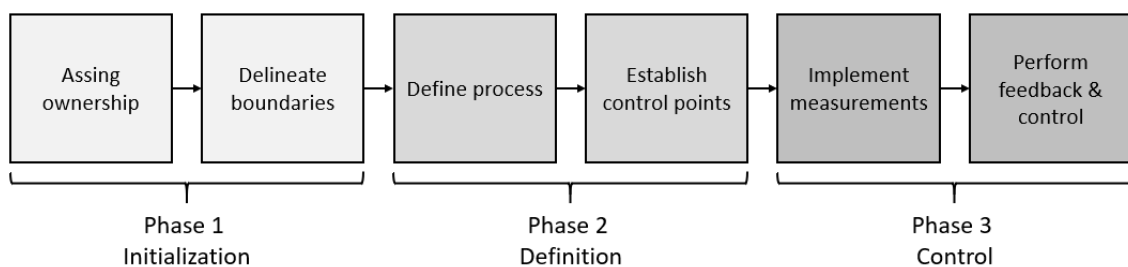 Assing
ownership
Delineate
boundaries
Define process
Establish
control points
Implement
measurements
Perform
feedback &
control
Phase 1
Initialization
Phase 2
Definition
Phase 3
Control